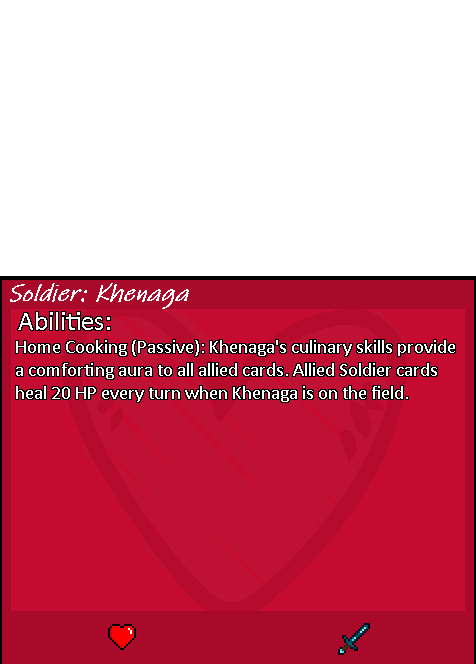 Soldier: Khenaga
Abilities:
Home Cooking (Passive): Khenaga's culinary skills provide
a comforting aura to all allied cards. Allied Soldier cards
heal 20 HP every turn when Khenaga is on the field.